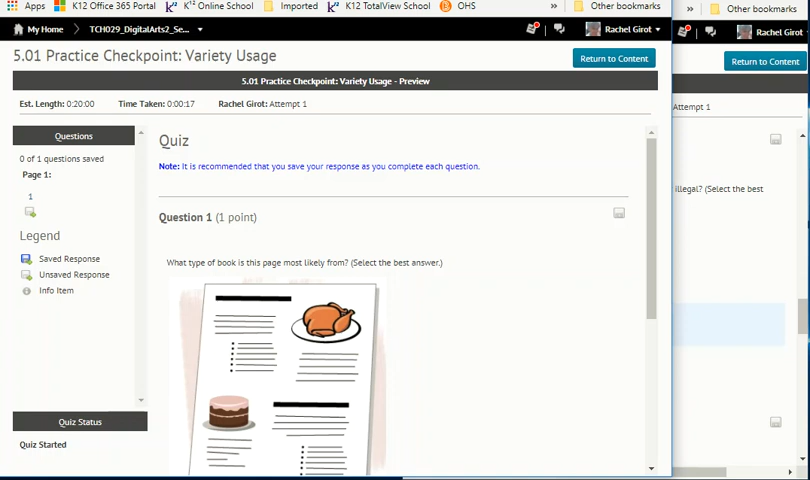 Apps K12 Office 365 Portal K¹² Online School Imported K12 TotalView School OHS » Other bookmarks
» Other bookmarks
My Home TCH029_DigitalArts2_Se... Rachel Girot
Rachel Girot
5.01 Practice Checkpoint: Variety Usage Return to Content
Return to Content
5.01 Practice Checkpoint: Variety Usage - Preview
Est. Length: 0:20:00 Time Taken: 0:00:17 Rachel Girot: Attempt 1
Attempt 1
Questions
Quiz
0 of 1 questions saved
Note: It is recommended that you save your response as you complete each question.
Page 1:
illegal? (Select the best
1
Question 1 (1 point)
Legend
Saved Response
What type of book is this page most likely from? (Select the best answer.)
Unsaved Response
Info Item
Quiz Status
Quiz Started